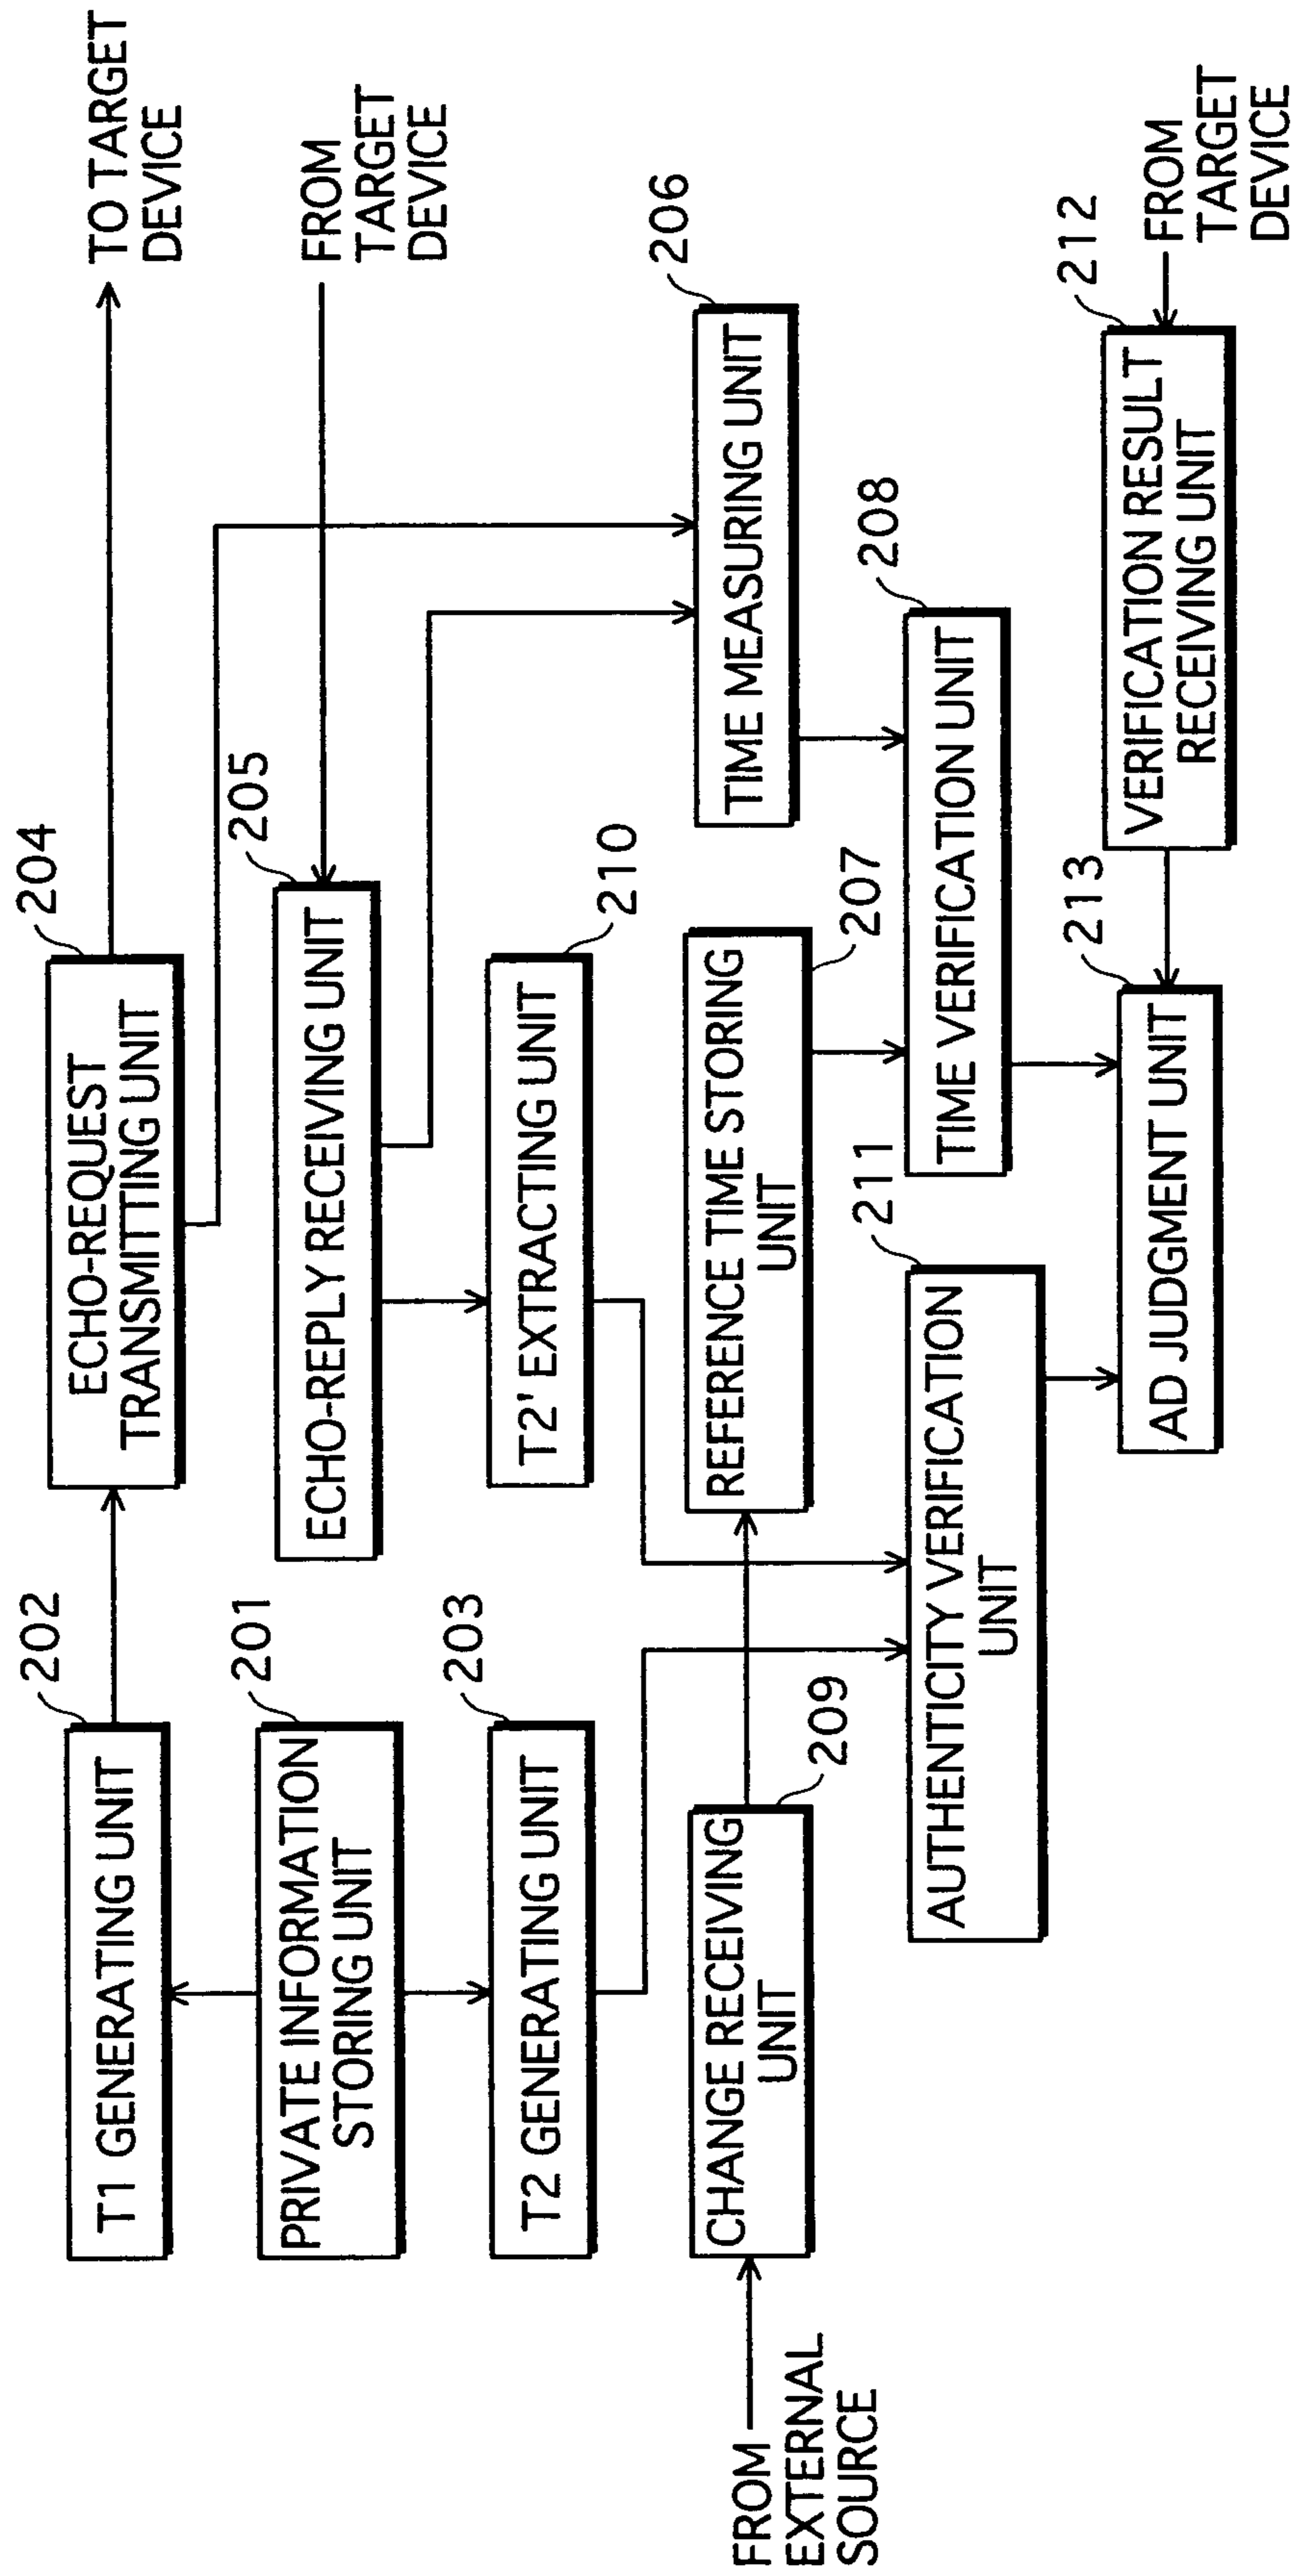 202
T1 GENERATING UNIT
204
ECHO-REQUEST
TRANSMITTING UNIT
TO TARGET
DEVICE
201
PRIVATE INFORMATION
STORING UNIT
205
ECHO-REPLY RECEIVING UNIT
FROM
TARGET
DEVICE
203
T2 GENERATING UNIT
210
T2' EXTRACTING UNIT
206
TIME MEASURING UNIT
FROM
EXTERNAL
SOURCE
CHANGE RECEIVING
UNIT
209
REFERENCE TIME STORING
UNIT
207
208
TIME VERIFICATION UNIT
211
AUTHENTICITY VERIFICATION
UNIT
213
AD JUDGMENT UNIT
212
VERIFICATION RESULT
RECEIVING UNIT
FROM
TARGET
DEVICE